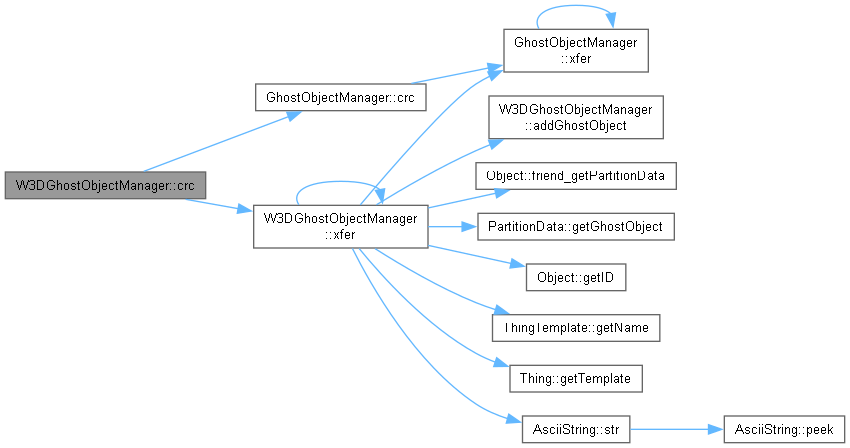 GhostObjectManager
::xfer
GhostObjectManager::crc
W3DGhostObjectManager
::addGhostObject
Object::friend_getPartitionData
W3DGhostObjectManager::crc
W3DGhostObjectManager
::xfer
PartitionData::getGhostObject
Object::getID
ThingTemplate::getName
Thing::getTemplate
AsciiString::str
AsciiString::peek